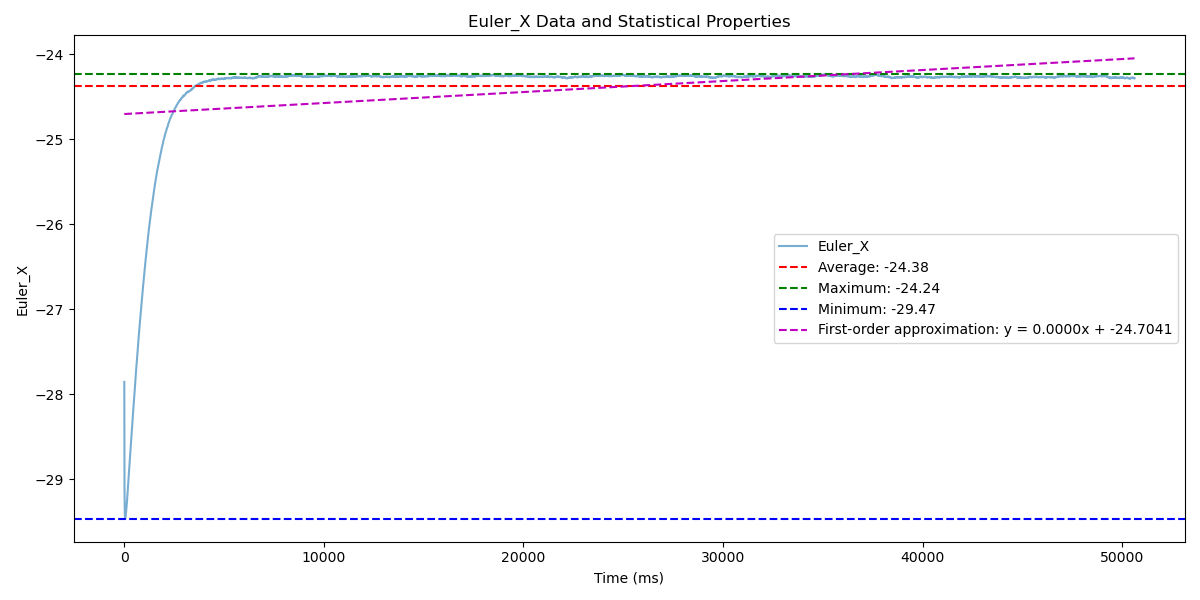 Euler_X Data and Statistical Properties
Euler_X
−24
−25
−26
−27
−28
−29
Euler_X
Average: -24.38
Maximum: -24.24
Minimum: -29.47
First-order approximation: y = 0.0000x + -24.7041
0
10000
20000
30000
40000
50000
Time (ms)